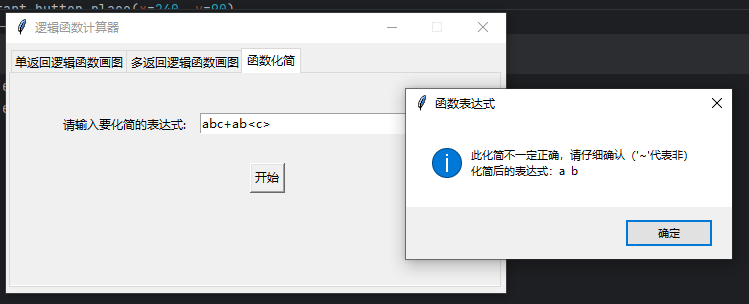 tart_button.place(x=240, y=80)
逻辑函数计算器
单返回逻辑函数画图 多返回逻辑函数画图 函数化简
请输入要化简的表达式: abc+ab<c>
开始
函数表达式
此化简不一定正确，请仔细确认（'~'代表非）
化简后的表达式：a b
确定